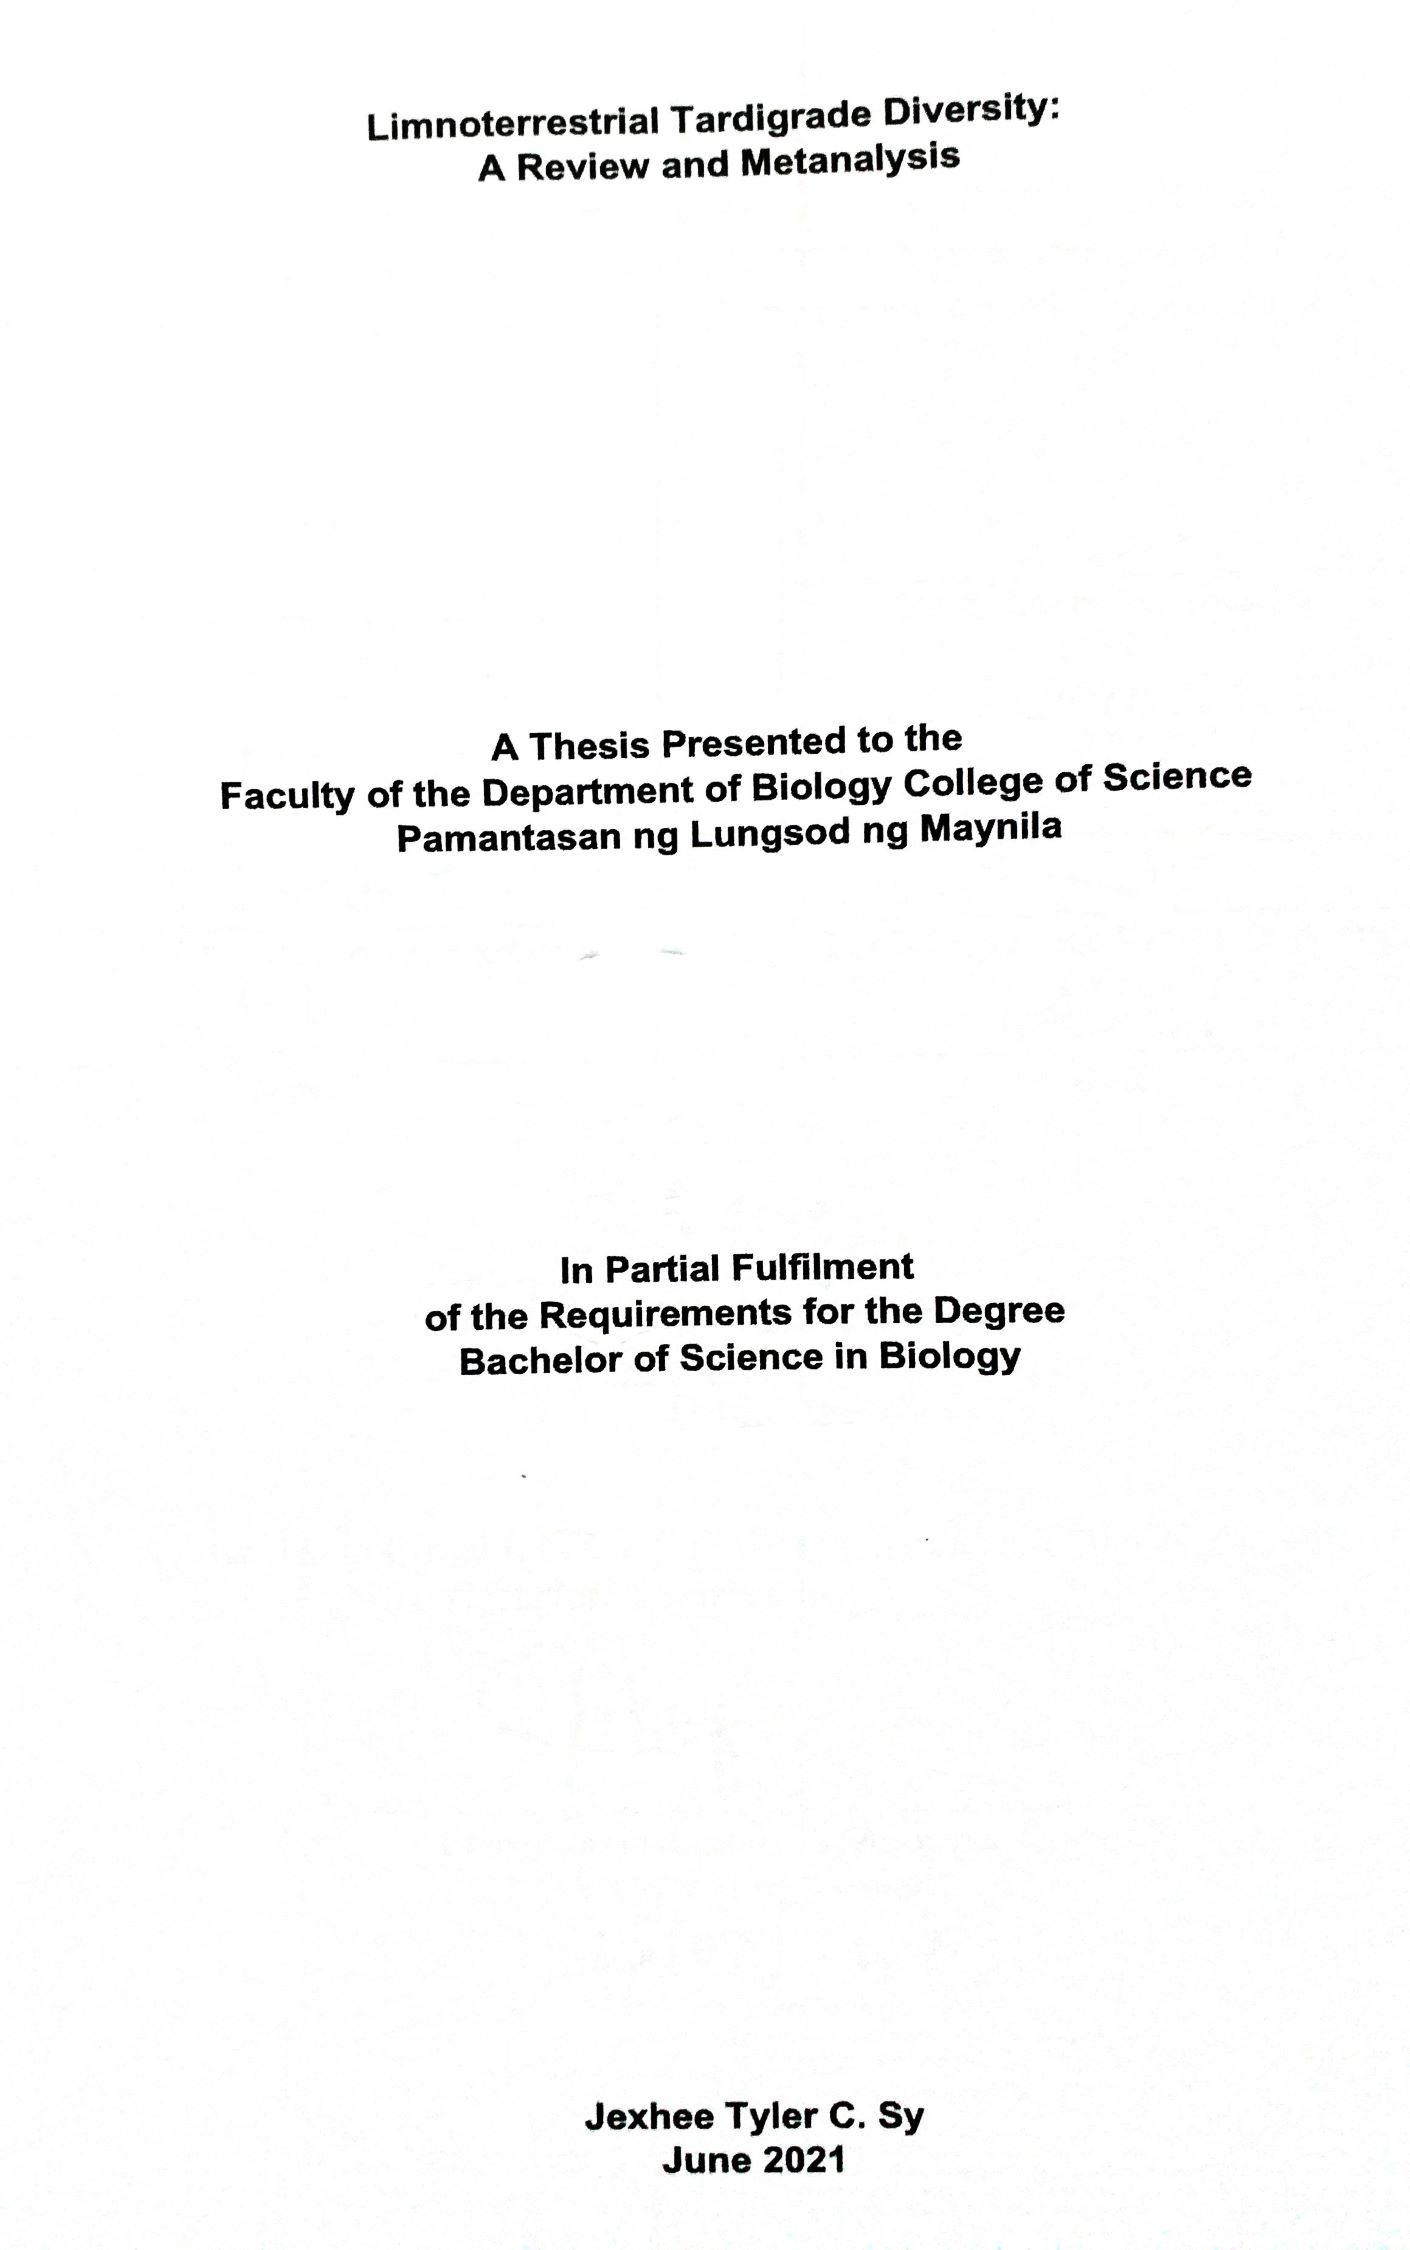 Limnoterrestrial Tardigrade Diversity:
A Review and Metanalysis
A Thesis Presented to the
Faculty of the Department of Biology College of Science
Pamantasan ng Lungsod ng Maynila
In Partial Fulfilment
of the Requirements for the Degree
Bachelor of Science in Biology
Jexhee Tyler C. Sy
June 2021